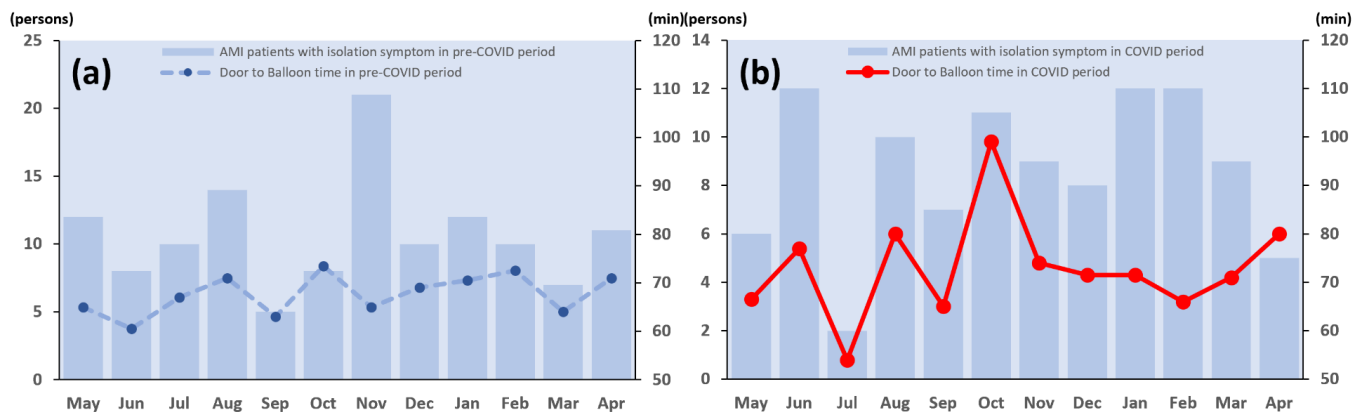 (persons) (min) (persons) (min)
25 120 14 120
AMI patients with isolation symptom in pre-COVID period AMI patients with isolation symptom in COVID period
(a) Door to Balloon time in pre-COVID period (b) Door to Balloon time in COVID period
20 110 12 110
100 10 100
15 90 8 90
10 80 6 80
70 4 70
5 60 2 60
0 50 0 50
May Jun Jul Aug Sep Oct Nov Dec Jan Feb Mar Apr May Jun Jul Aug Sep Oct Nov Dec Jan Feb Mar Apr